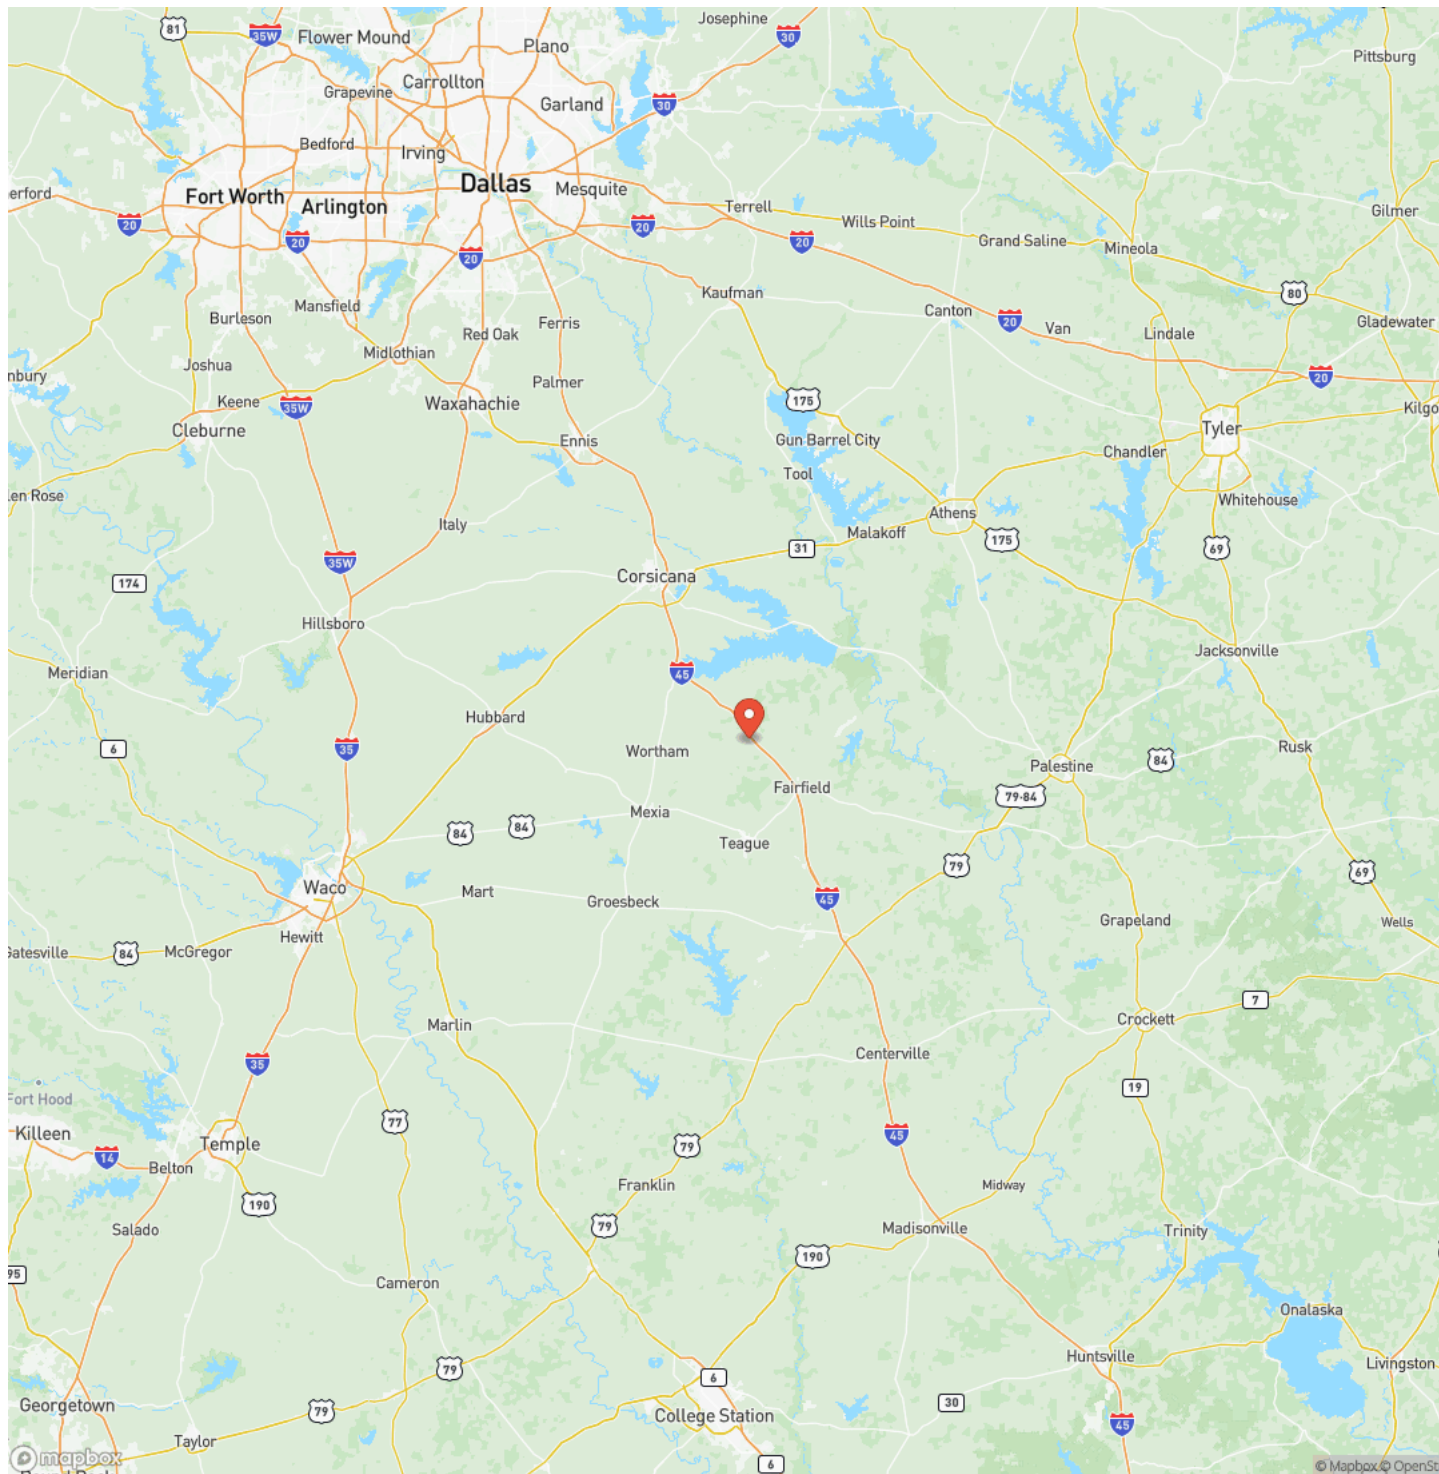 81
35W
Flower Mound
Josephine
30
Plano
Pittsburg
Carrollton
Grapevine
Garland
30
Bedford
Irving
erford
Fort Worth
Arlington
Dallas
Mesquite
Terrell
Wills Point
Gilmer
20
20
20
20
20
Grand Saline
Mineola
Kaufman
80
Mansfield
Burleson
Ferris
Red Oak
Canton
20
Van
Lindale
Gladewater
Midlothian
Joshua
nbury
Palmer
20
Keene
35W
Waxahachie
175
Kilgo
Cleburne
Ennis
Gun Barrel City
Tyler
Chandler
Tool
len Rose
Whitehouse
Italy
Athens
Malakoff
175
31
69
35W
174
Corsicana
Hillsboro
Jacksonville
Meridian
45
Hubbard
6
35
Wortham
Rusk
Palestine
84
Fairfield
79-84
Mexia
84
84
Teague
79
69
Waco
Mart
45
Groesbeck
Grapeland
Wells
Hewitt
Gatesville
84
McGregor
7
Marlin
Crockett
Centerville
35
19
Fort Hood
77
Killeen
45
Temple
79
14
Belton
Franklin
Midway
190
Salado
79
Madisonville
Trinity
190
95
Cameron
Onalaska
Huntsville
Livingston
79
6
Georgetown
79
College Station
30
45
Taylor
mapbox
6
© Mapbox © OpenSt